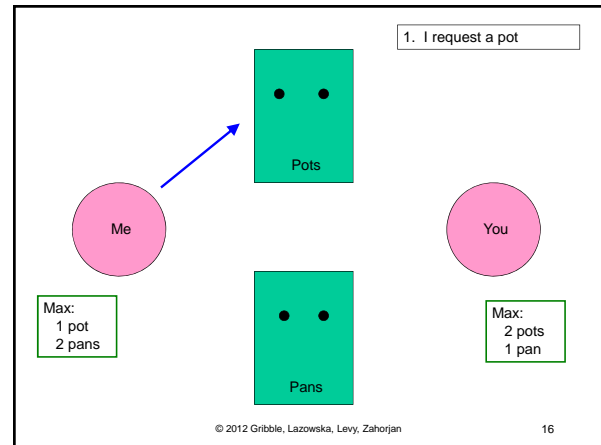 1. I request a pot
Pots
Me
You
Max:
1 pot
2 pans
Max:
2 pots
1 pan
Pans
© 2012 Gribble, Lazowska, Levy, Zahorjan
16